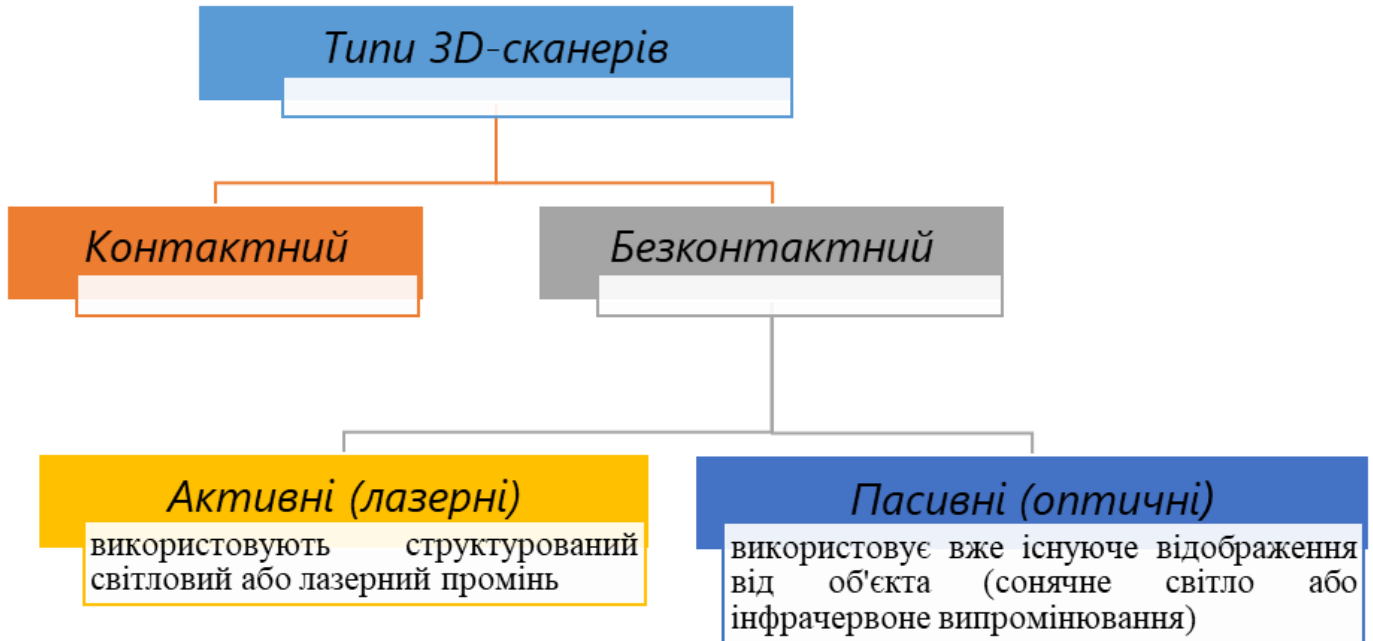 Типи 3D-сканерів
Контактний
Безконтактний
Активні (лазерні)
використовують структурований
світловий або лазерний промінь
Пасивні (оптичні)
використовує вже існуюче відображення
від об'єкта (сонячне світло або
інфрачервоне випромінювання)